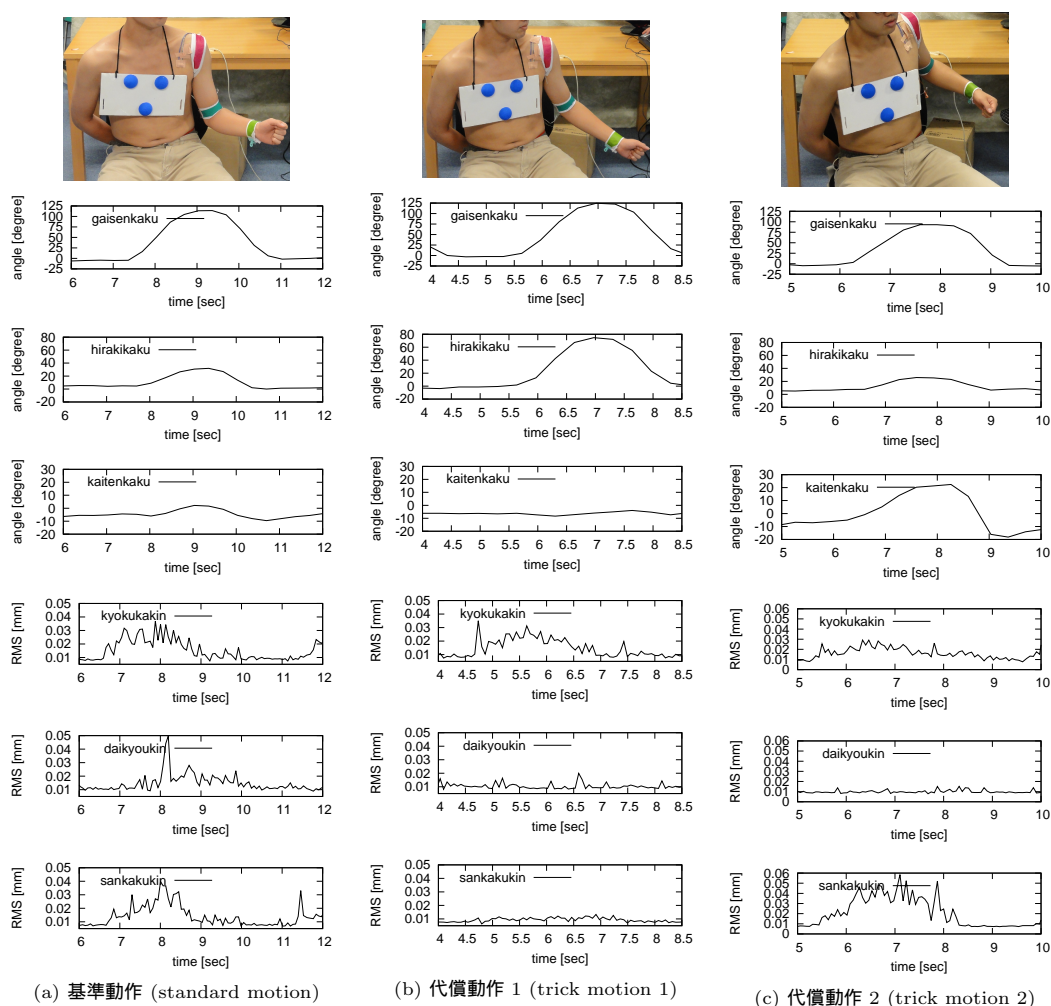 angle [degree]
125
100
75
50
25
0
-25
gaisenkaku
6 7 8 9 10 11 12
time [sec]
angle [degree]
80
60
40
20
0
-20
hirakikaku
6 7 8 9 10 11 12
time [sec]
angle [degree]
30
20
10
0
-10
-20
kaitenkaku
6 7 8 9 10 11 12
time [sec]
RMS [mm]
0.05
0.04
0.03
0.02
0.01
kyokukakin
6 7 8 9 10 11 12
time [sec]
RMS [mm]
0.05
0.04
0.03
0.02
0.01
daikyoukin
6 7 8 9 10 11 12
time [sec]
RMS [mm]
0.05
0.04
0.03
0.02
0.01
sankakukin
6 7 8 9 10 11 12
time [sec]
(a) 基準動作 (standard motion)
angle [degree]
125
100
75
50
25
0
-25
gaisenkaku
4 4.5 5 5.5 6 6.5 7 7.5 8 8.5
time [sec]
angle [degree]
80
60
40
20
0
-20
hirakikaku
4 4.5 5 5.5 6 6.5 7 7.5 8 8.5
time [sec]
angle [degree]
30
20
10
0
-10
-20
kaitenkaku
4 4.5 5 5.5 6 6.5 7 7.5 8 8.5
time [sec]
RMS [mm]
0.05
0.04
0.03
0.02
0.01
kyokukakin
4 4.5 5 5.5 6 6.5 7 7.5 8 8.5
time [sec]
RMS [mm]
0.05
0.04
0.03
0.02
0.01
daikyoukin
4 4.5 5 5.5 6 6.5 7 7.5 8 8.5
time [sec]
RMS [mm]
0.05
0.04
0.03
0.02
0.01
sankakukin
4 4.5 5 5.5 6 6.5 7 7.5 8 8.5
time [sec]
(b) 代償動作 1 (trick motion 1)
angle [degree]
125
100
75
50
25
0
-25
gaisenkaku
5 6 7 8 9 10
time [sec]
angle [degree]
80
60
40
20
0
-20
hirakikaku
5 6 7 8 9 10
time [sec]
angle [degree]
30
20
10
0
-10
-20
kaitenkaku
5 6 7 8 9 10
time [sec]
RMS [mm]
0.06
0.05
0.04
0.03
0.02
0.01
0
kyokukakin
5 6 7 8 9 10
time [sec]
RMS [mm]
0.06
0.05
0.04
0.03
0.02
0.01
0
daikyoukin
5 6 7 8 9 10
time [sec]
RMS [mm]
0.06
0.05
0.04
0.03
0.02
0.01
0
sankakukin
5 6 7 8 9 10
time [sec]
(c) 代償動作 2 (trick motion 2)